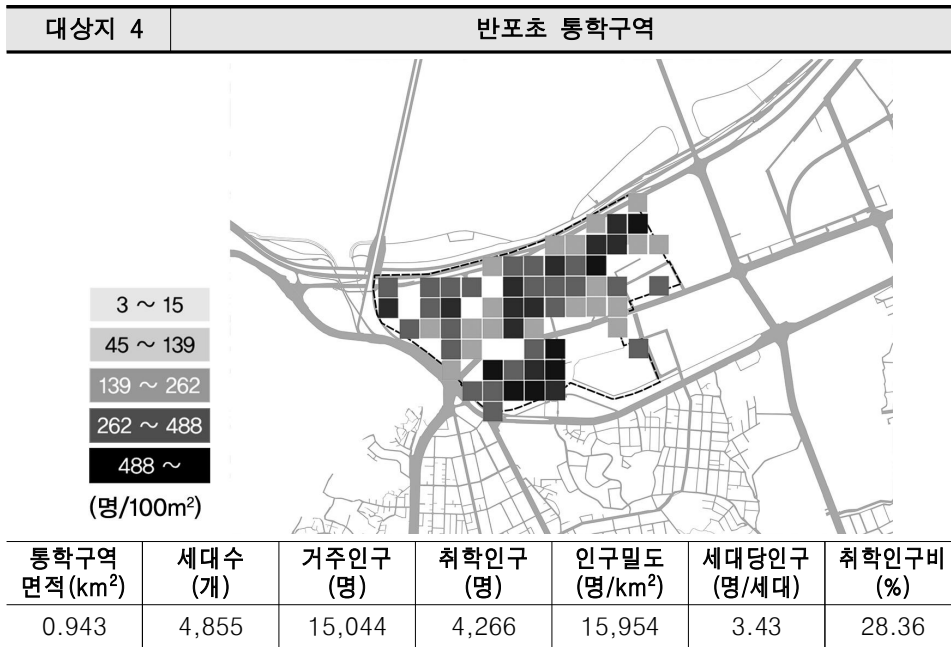 대상지 4 반포초 통학구역
3 ~ 15
45 ~ 139
139 ~ 262
262 ~ 488
488 ~
(명/100m²)
통학구역 면적(km²) 세대수 (개) 거주인구 (명) 취학인구 (명) 인구밀도 (명/km²) 세대당인구 (명/세대) 취학인구비 (%)
0.943 4,855 15,044 4,266 15,954 3.43 28.36